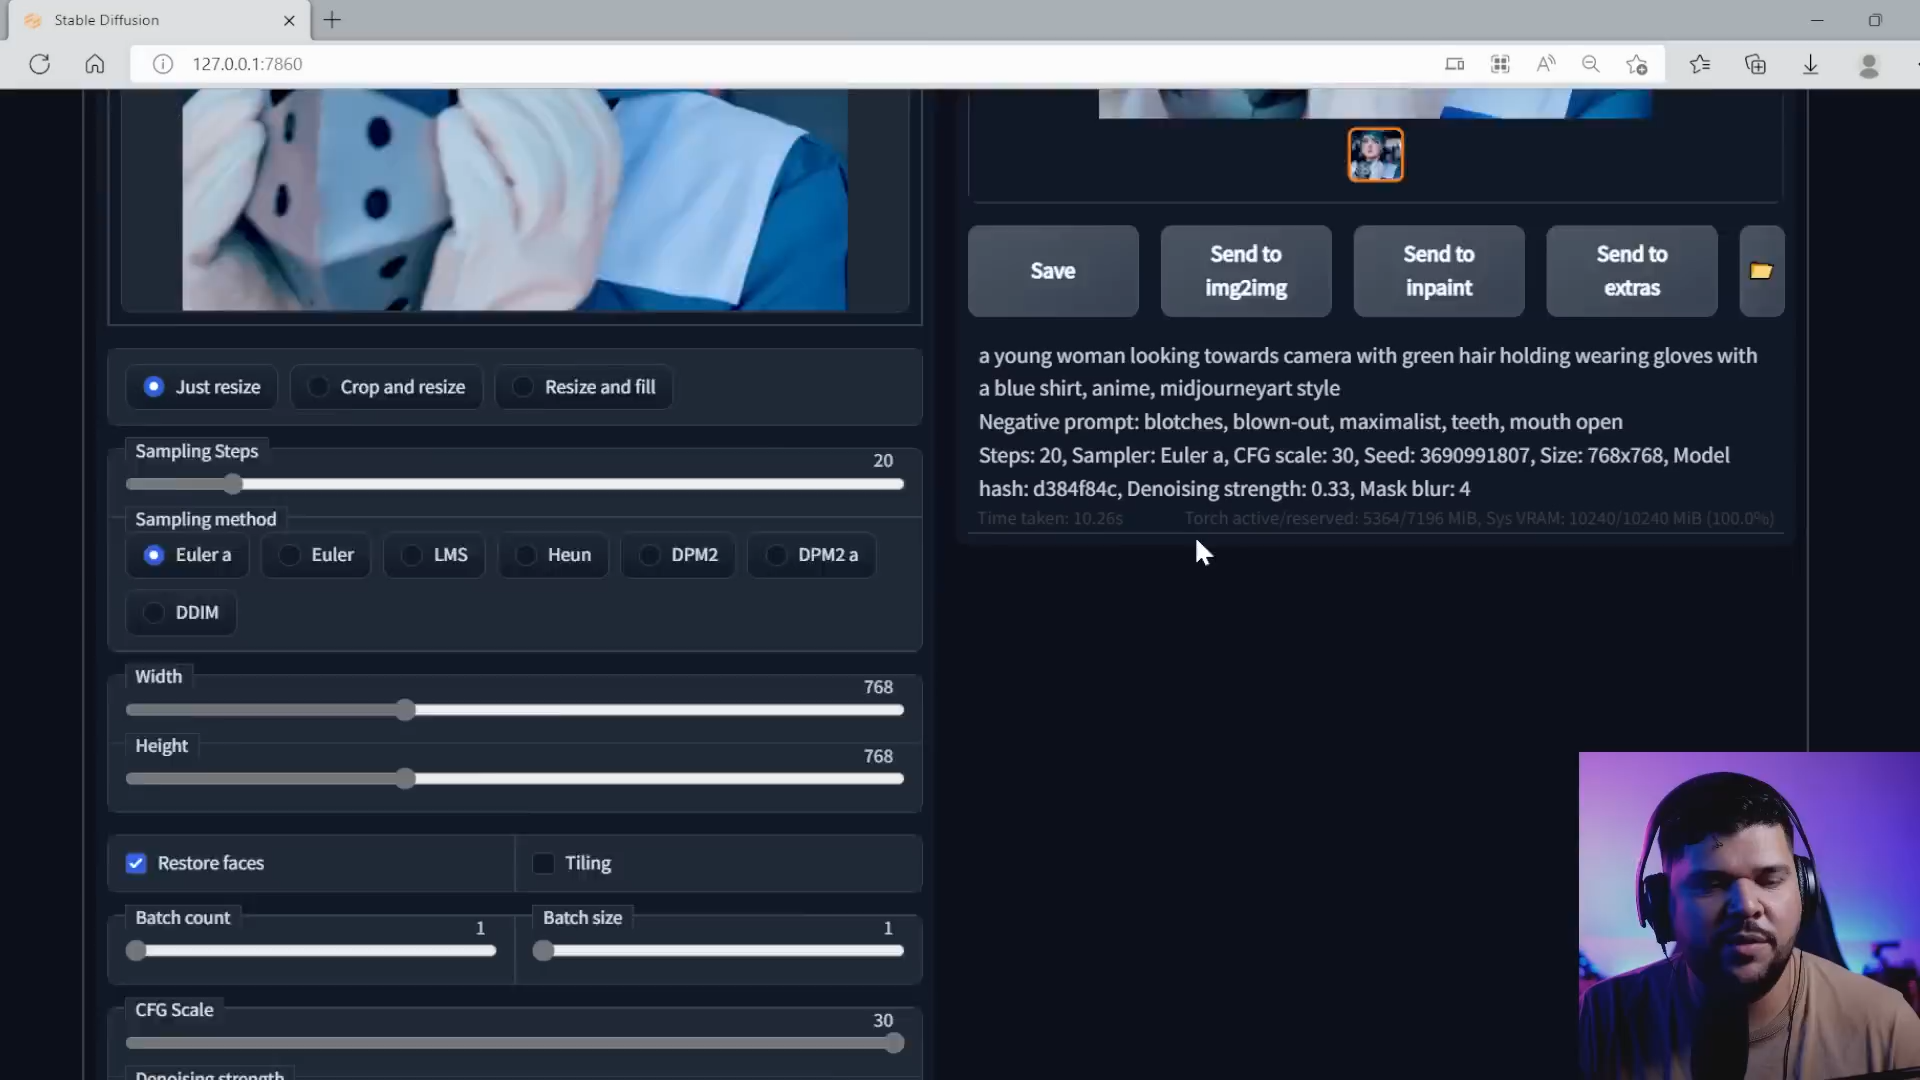 Stable Diffusion
127.0.0.1:7860
Just resize
Crop and resize
Resize and fill
Sampling Steps
20
Sampling method
Euler a
Euler
LMS
Heun
DPM2
DPM2 a
DDIM
Width
768
Height
768
Restore faces
Tiling
Batch count
1
Batch size
1
CFG Scale
30
Denoising strength
Save
Send to
img2img
Send to
inpaint
Send to
extras
a young woman looking towards camera with green hair holding wearing gloves with
a blue shirt, anime, midjourneyart style
Negative prompt: blotches, blown-out, maximalist, teeth, mouth open
Steps: 20, Sampler: Euler a, CFG scale: 30, Seed: 3690991807, Size: 768x768, Model
hash: d384f84c, Denoising strength: 0.33, Mask blur: 4
Time taken: 10.26s
Torch active/reserved: 5364/7196 MiB, Sys VRAM: 10240/10240 MiB (100.0%)